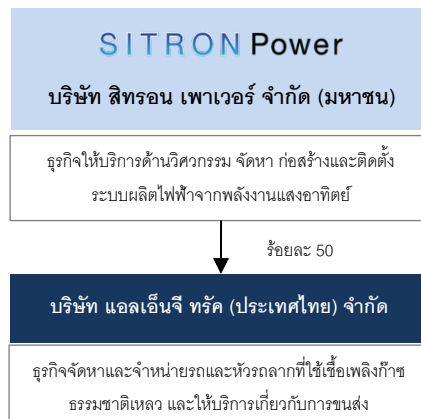 SITRON Power
บริษัท สิทรอน เพาเวอร์ จำกัด (มหาชน)
ธุรกิจให้บริการด้านวิศวกรรม จัดหา ก่อสร้างและติดตั้ง
ระบบผลิตไฟฟ้าจากพลังงานแสงอาทิตย์
ร้อยละ 50
บริษัท แอลเอ็นจี ทรัค (ประเทศไทย) จำกัด
ธุรกิจจัดหาและจำหน่ายรถและหัวรถลากที่ใช้เชื้อเพลิงก๊าซ
ธรรมชาติเหลว และให้บริการเกี่ยวกับการขนส่ง